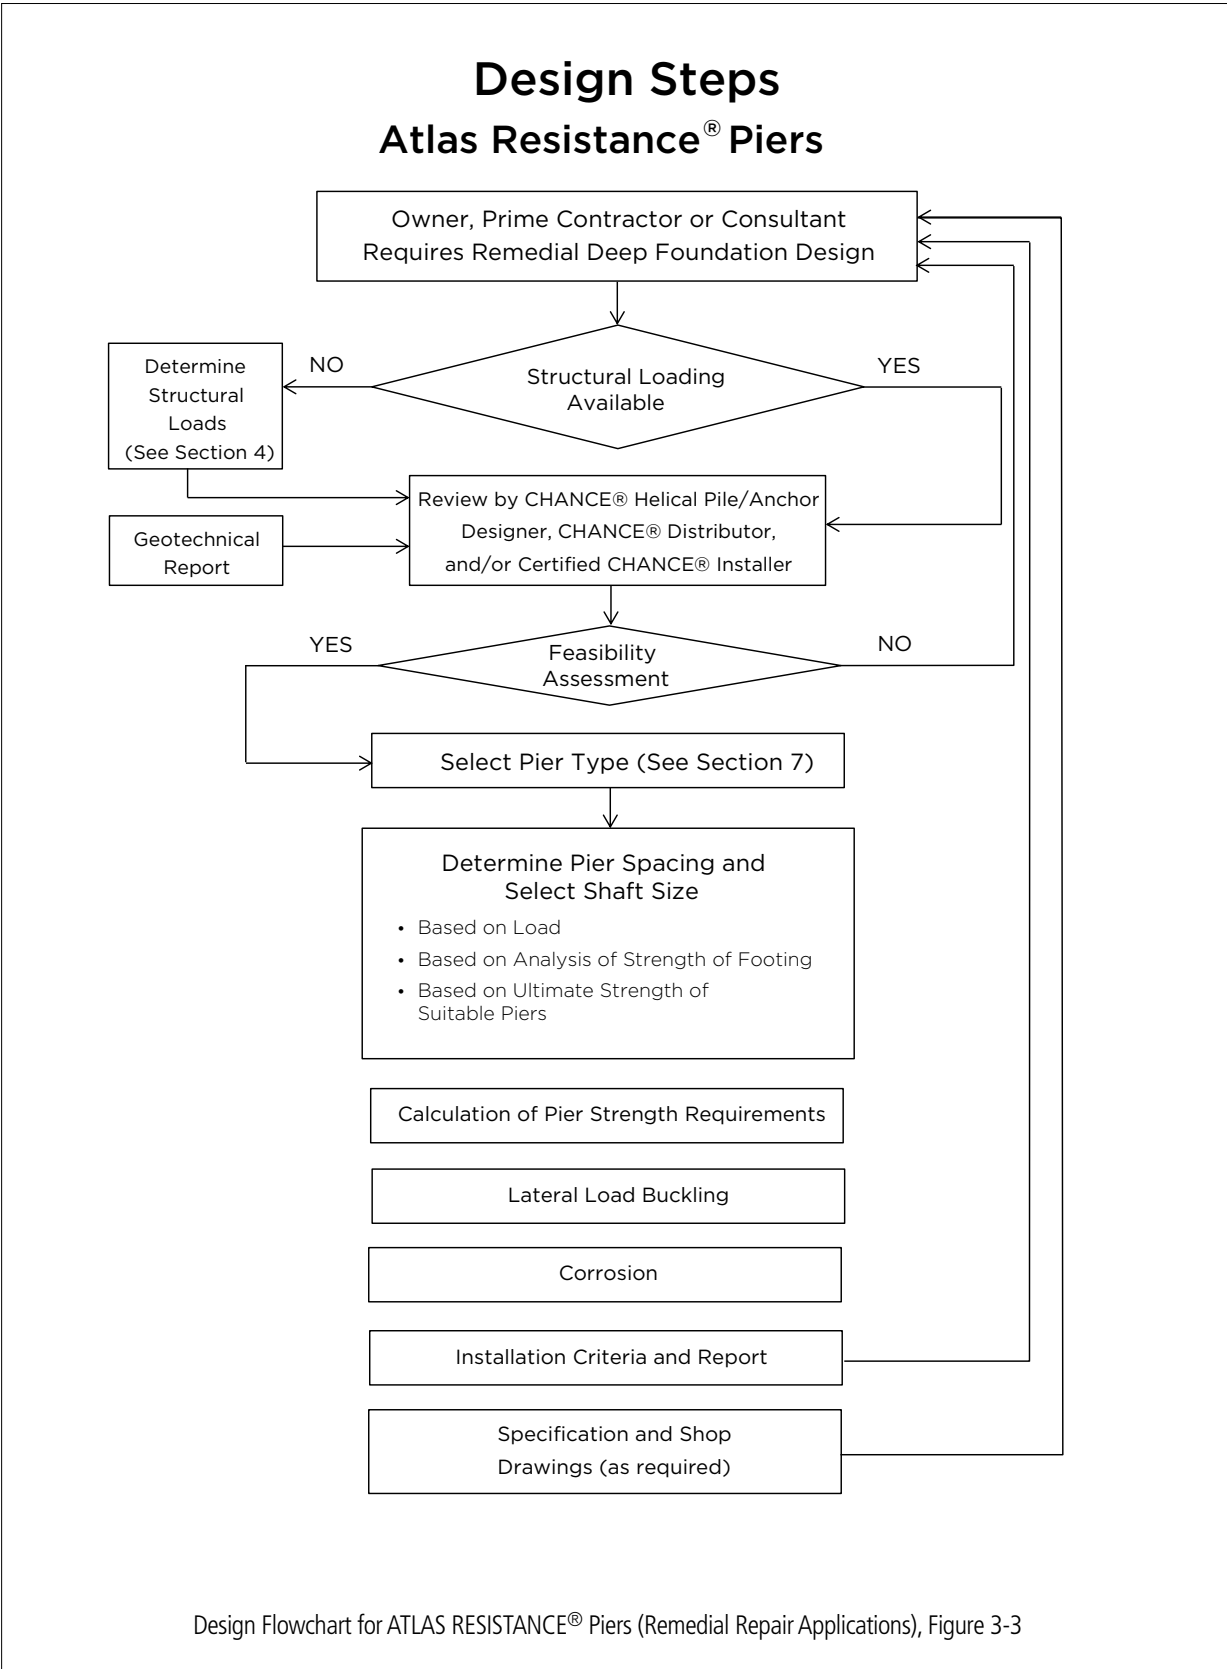 Design Steps
Atlas Resistance® Piers
Owner, Prime Contractor or Consultant
Requires Remedial Deep Foundation Design
Structural Loading
Available
NO
YES
Determine
Structural
Loads
(See Section 4)
Review by CHANCE® Helical Pile/Anchor
Designer, CHANCE® Distributor,
and/or Certified CHANCE® Installer
Geotechnical
Report
Feasibility
Assessment
YES
NO
Select Pier Type (See Section 7)
Determine Pier Spacing and
Select Shaft Size
• Based on Load
• Based on Analysis of Strength of Footing
• Based on Ultimate Strength of
Suitable Piers
Calculation of Pier Strength Requirements
Lateral Load Buckling
Corrosion
Installation Criteria and Report
Specification and Shop
Drawings (as required)
Design Flowchart for ATLAS RESISTANCE® Piers (Remedial Repair Applications), Figure 3-3